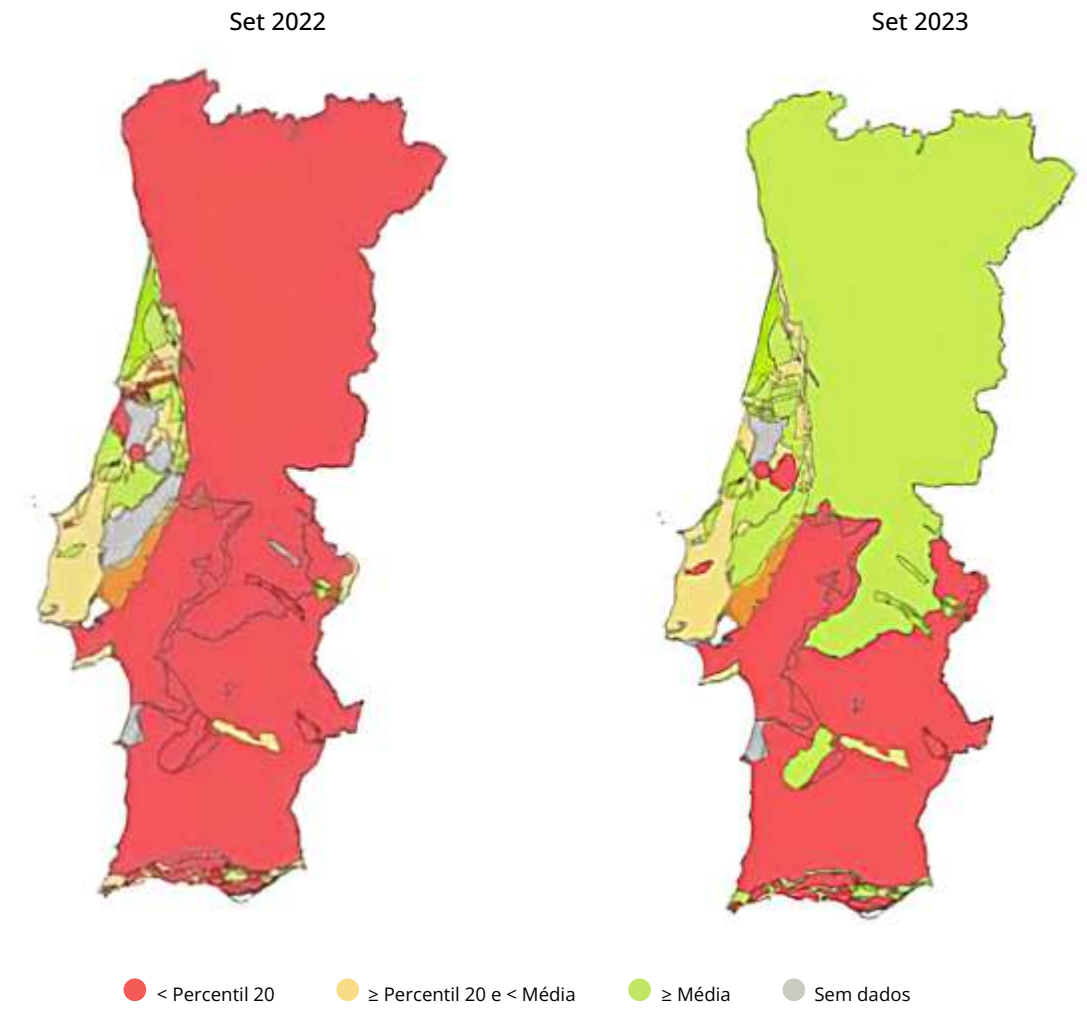 Set 2022
Set 2023
< Percentil 20
≥ Percentil 20 e < Média
≥ Média
Sem dados